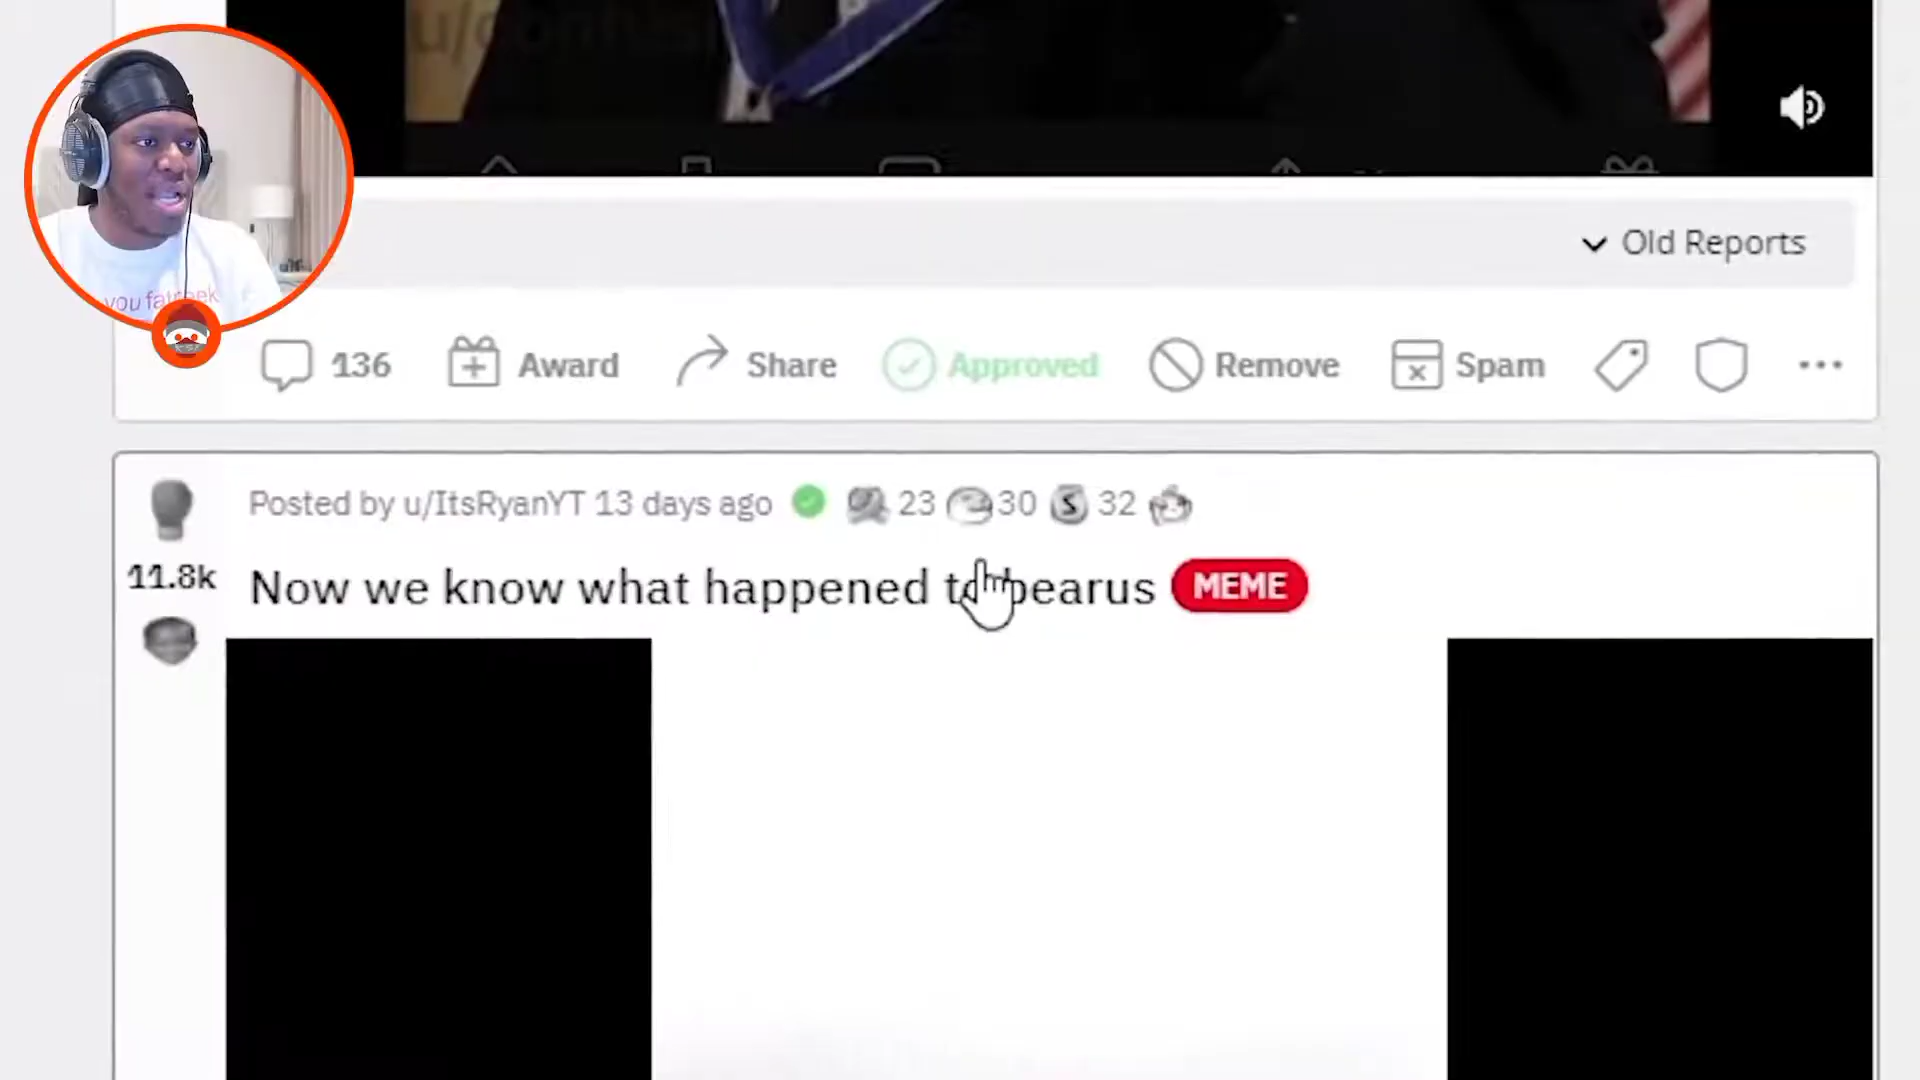 Old Reports
136 Award Share Approved Remove Spam
Posted by u/ItsRyanYT 13 days ago 23 30 S 32
11.8k
Now we know what happened to bearus MEME